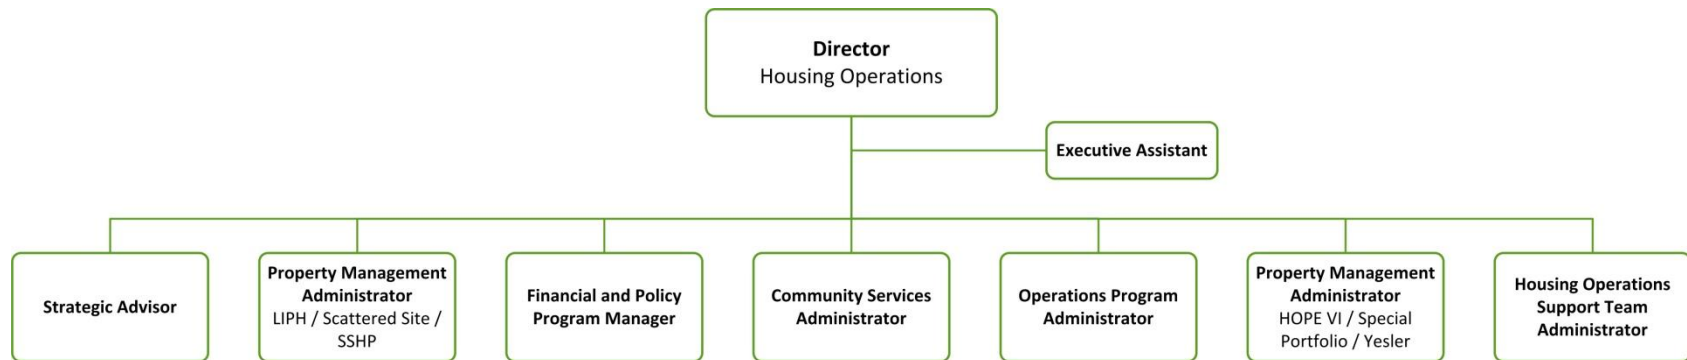 Director
Housing Operations
Executive Assistant
Strategic Advisor
Property Management
Administrator
LIPH / Scattered Site /
SSHP
Financial and Policy
Program Manager
Community Services
Administrator
Operations Program
Administrator
Property Management
Administrator
HOPE VI / Special
Portfolio / Yesler
Housing Operations
Support Team
Administrator